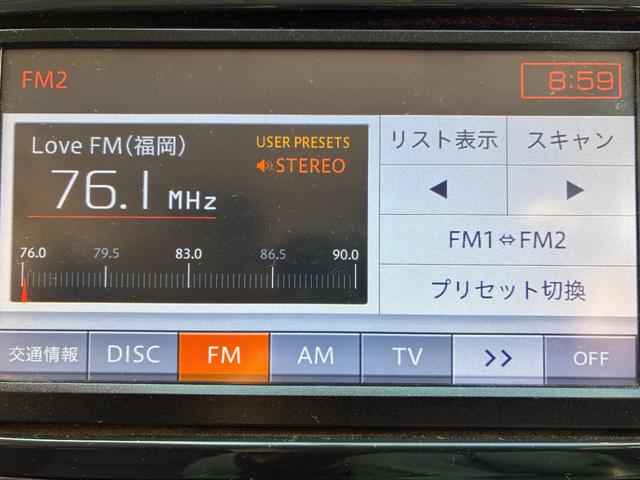 FM2
8:59
Love FM(福岡)
USER PRESETS
STEREO
76.1 MHz
76.0 79.5 83.0 86.5 90.0
リスト表示 スキャン
◀ ▶
FM1⇔FM2
プリセット切換
交通情報 DISC FM AM TV >> OFF